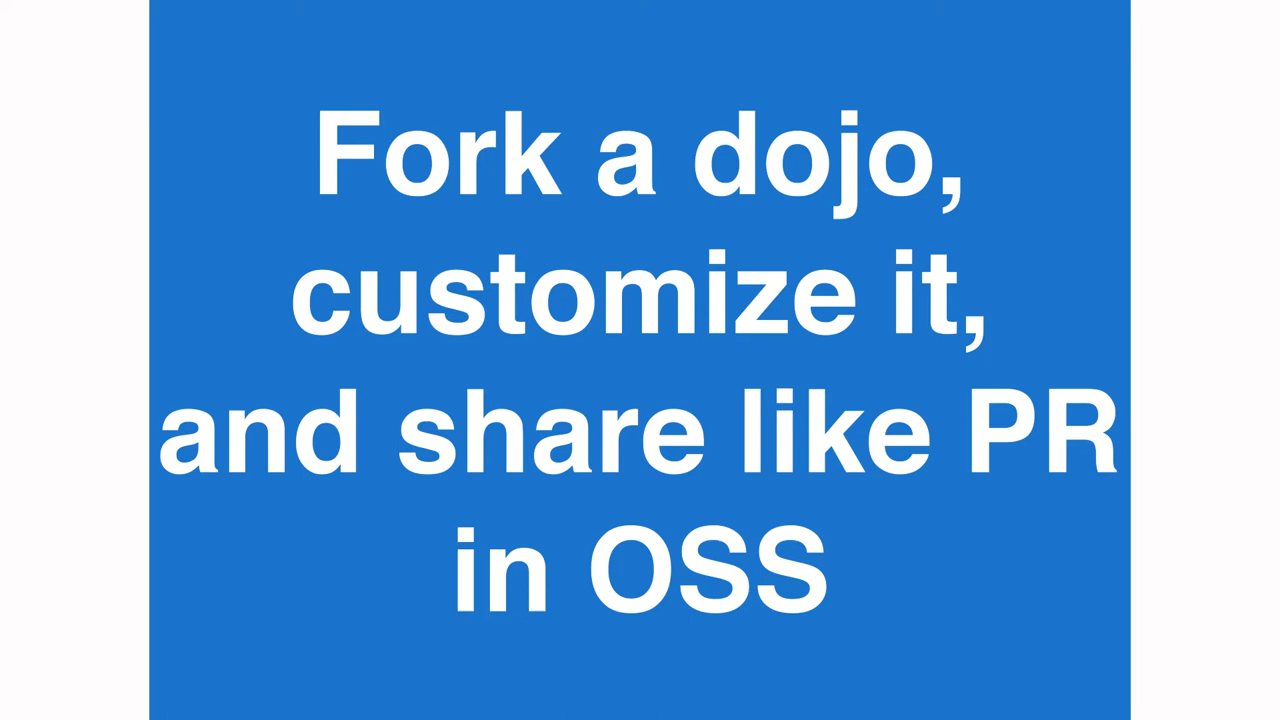 Fork a dojo,
customize it,
and share like PR
in OSS